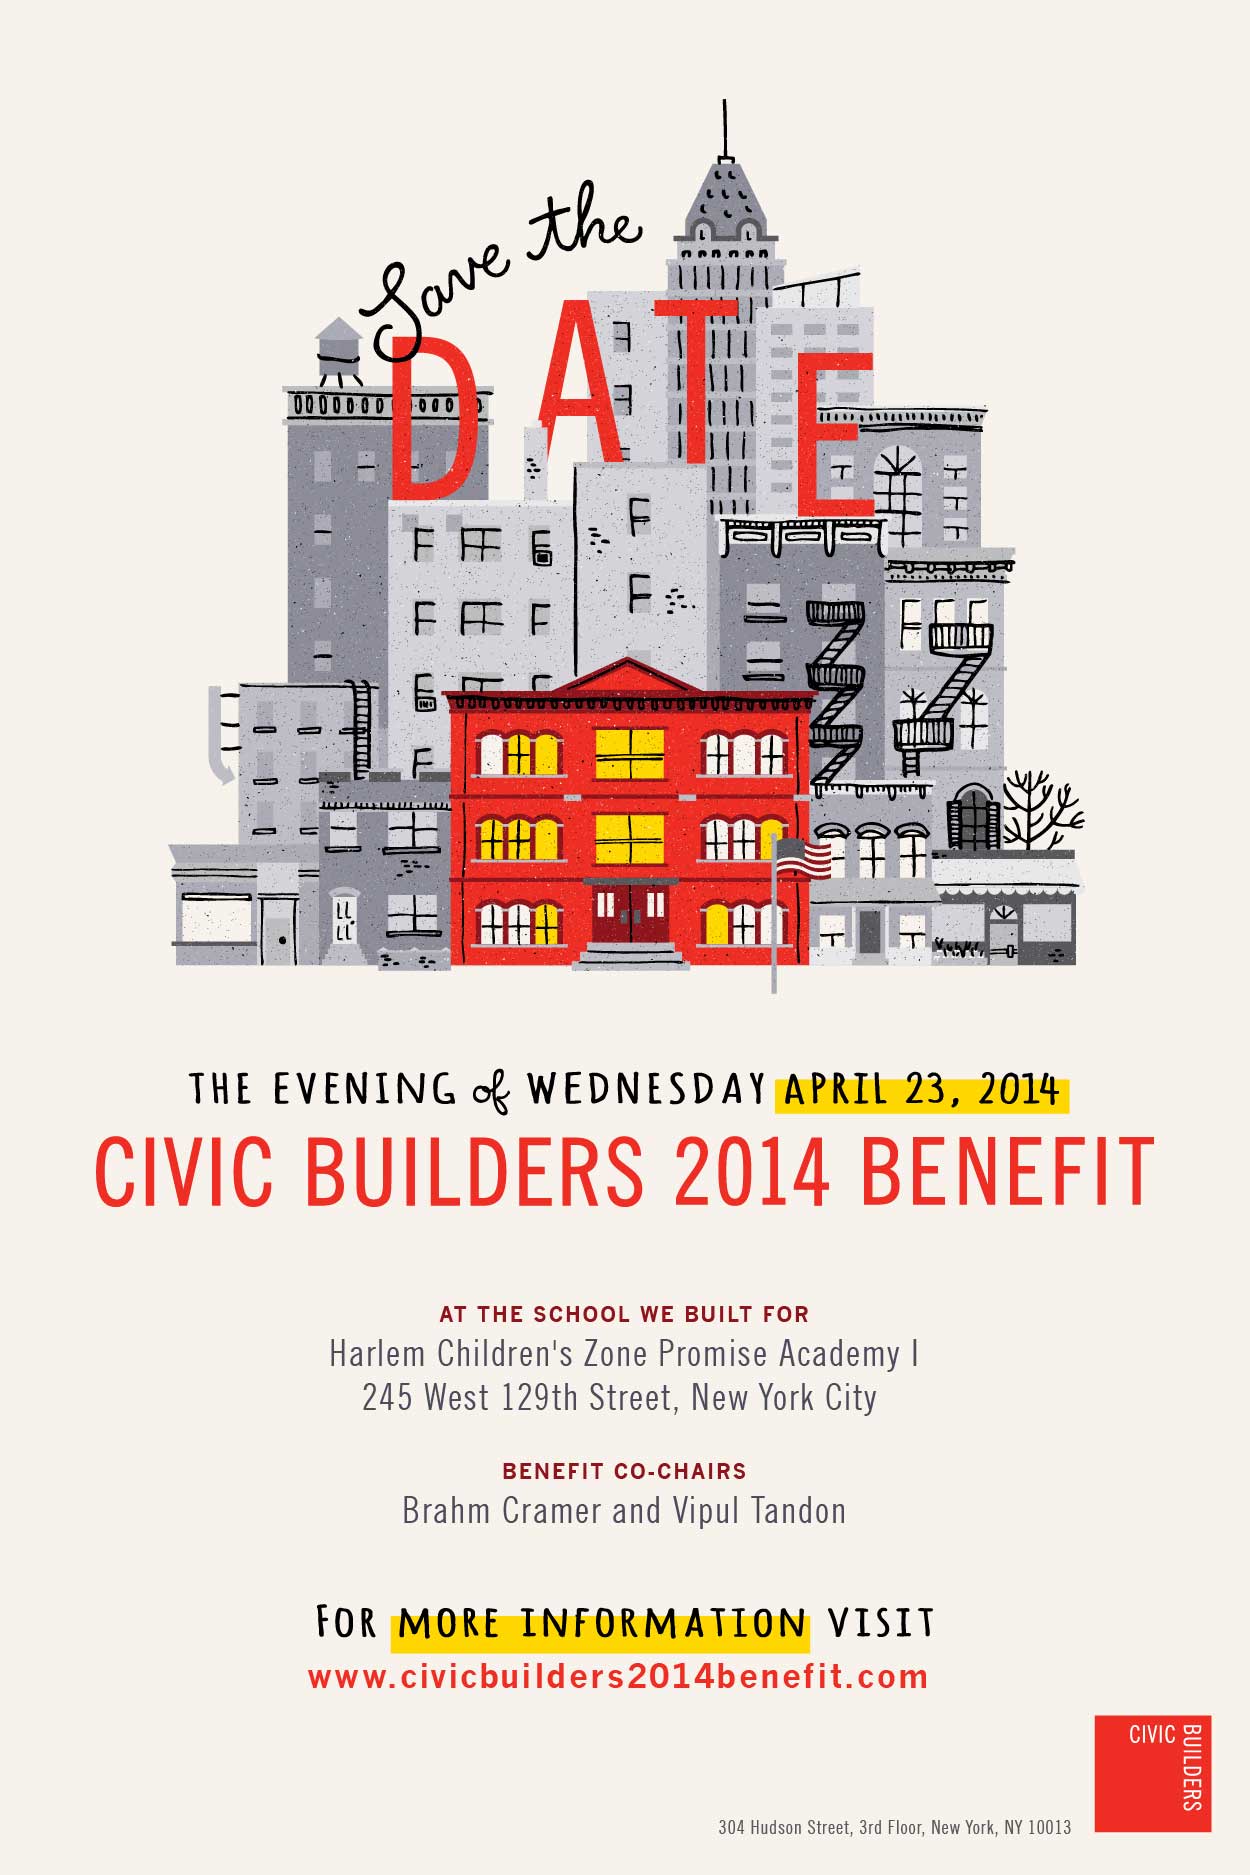 Save the
DATE
THE EVENING of WEDNESDAY APRIL 23, 2014
CIVIC BUILDERS 2014 BENEFIT
AT THE SCHOOL WE BUILT FOR
Harlem Children's Zone Promise Academy I
245 West 129th Street, New York City
BENEFIT CO-CHAIRS
Brahm Cramer and Vipul Tandon
FOR MORE INFORMATION VISIT
www.civicbuilders2014benefit.com
CIVIC BUILDERS
304 Hudson Street, 3rd Floor, New York, NY 10013